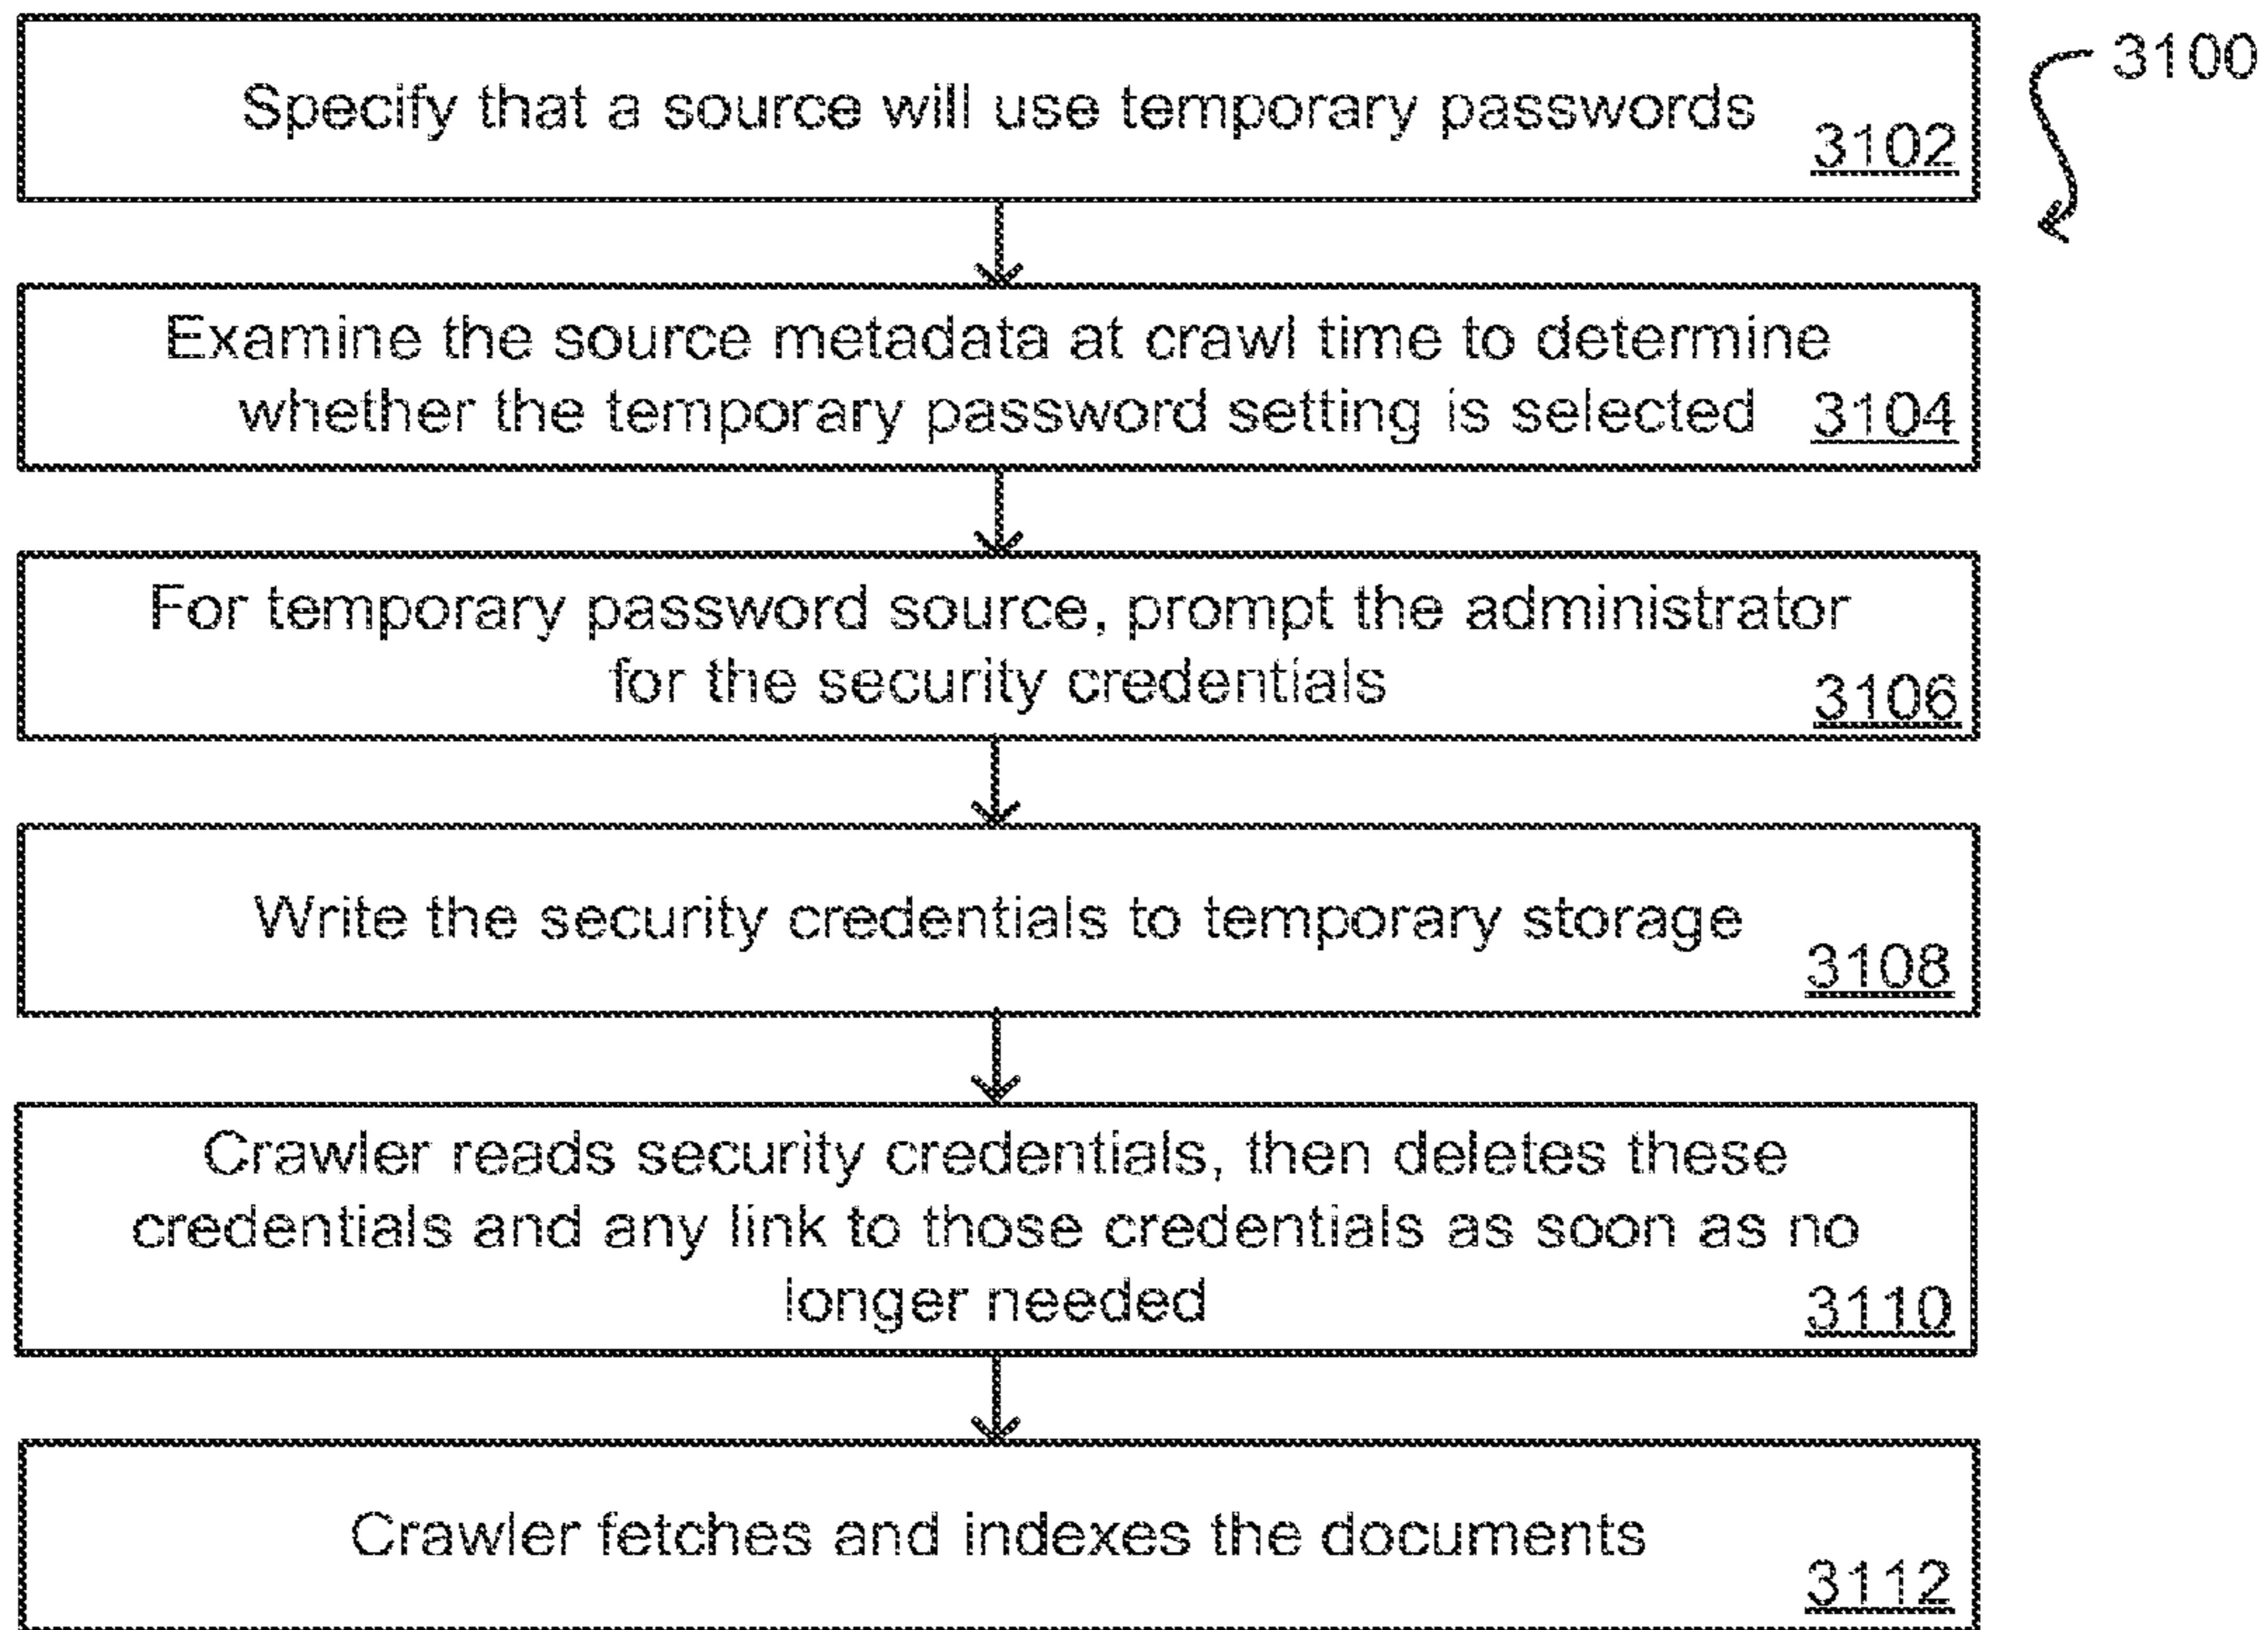 3100
Specify that a source will use temporary passwords
3102
Examine the source metadata at crawl time to determine
whether the temporary password setting is selected 3104
For temporary password source, prompt the administrator
for the security credentials
3106
Write the security credentials to temporary storage
3108
Crawler reads security credentials, then deletes these
credentials and any link to those credentials as soon as no
longer needed
3110
Crawler fetches and indexes the documents
3112